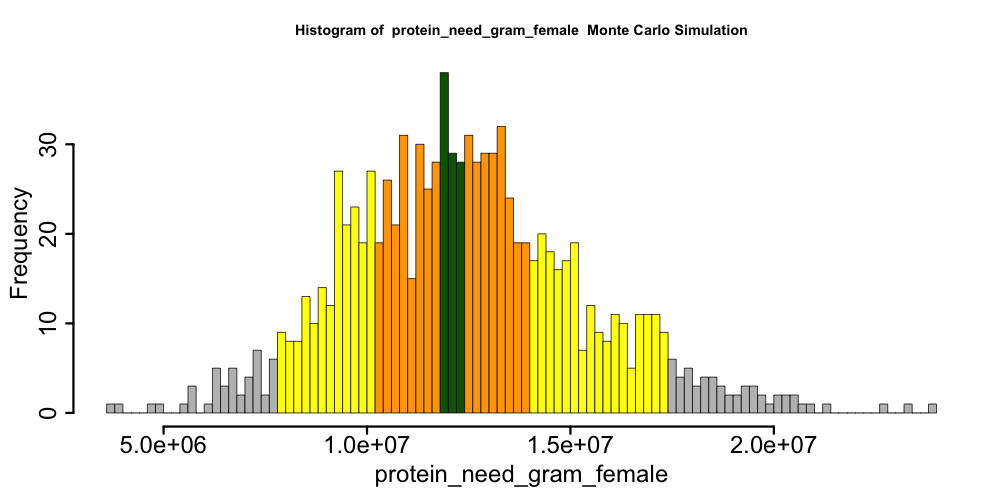 Histogram of protein_need_gram_female Monte Carlo Simulation
Frequency
30
20
10
0
5.0e+06 1.0e+07 1.5e+07 2.0e+07
protein_need_gram_female